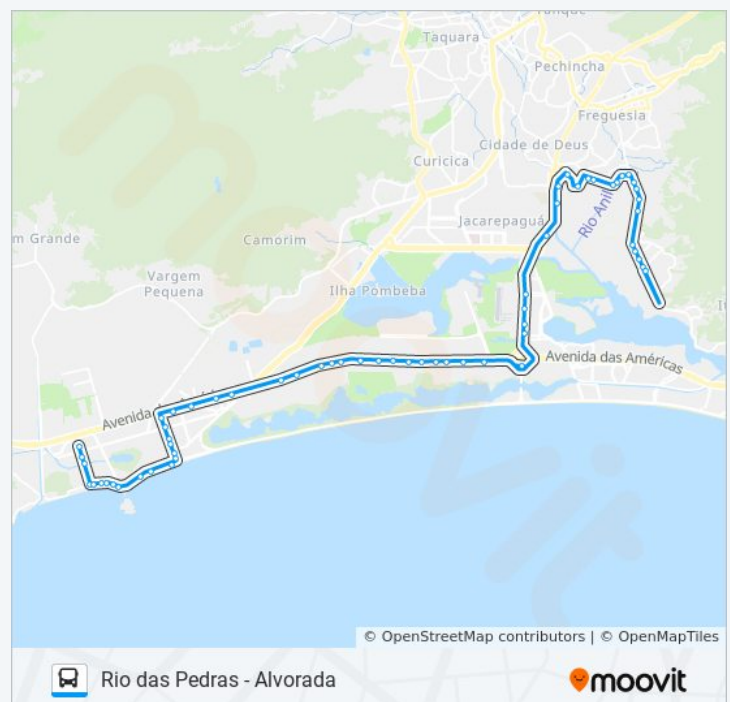 Taquara
Pechincha
Freguesia
Cidade de Deus
Curicica
Jacarepaguá
Rio Anil
m Grande
Camorim
Vargem
Pequena
Ilha Pombeba
Avenida das Américas
© OpenStreetMap contributors | © OpenMapTiles
Rio das Pedras - Alvorada
moovit